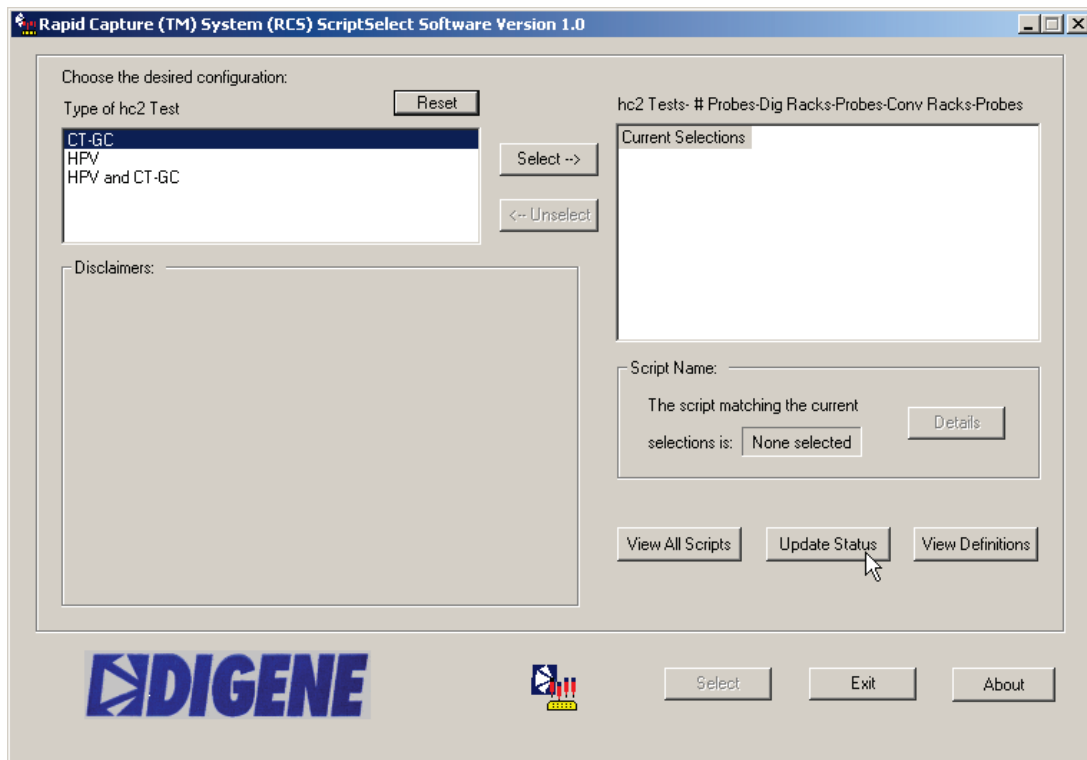 Rapid Capture (TM) System (RCS) ScriptSelect Software Version 1.0
Choose the desired configuration:
Type of hc2 Test
Reset
CT-GC
HPV
HPV and CT-GC
Select -->
<-- Unselect
hc2 Tests- # Probes-Dig Racks-Probes-Conv Racks-Probes
Current Selections
Disclaimers:
Script Name:
The script matching the current
selections is: None selected
Details
View All Scripts
Update Status
View Definitions
DIGENE
Select
Exit
About